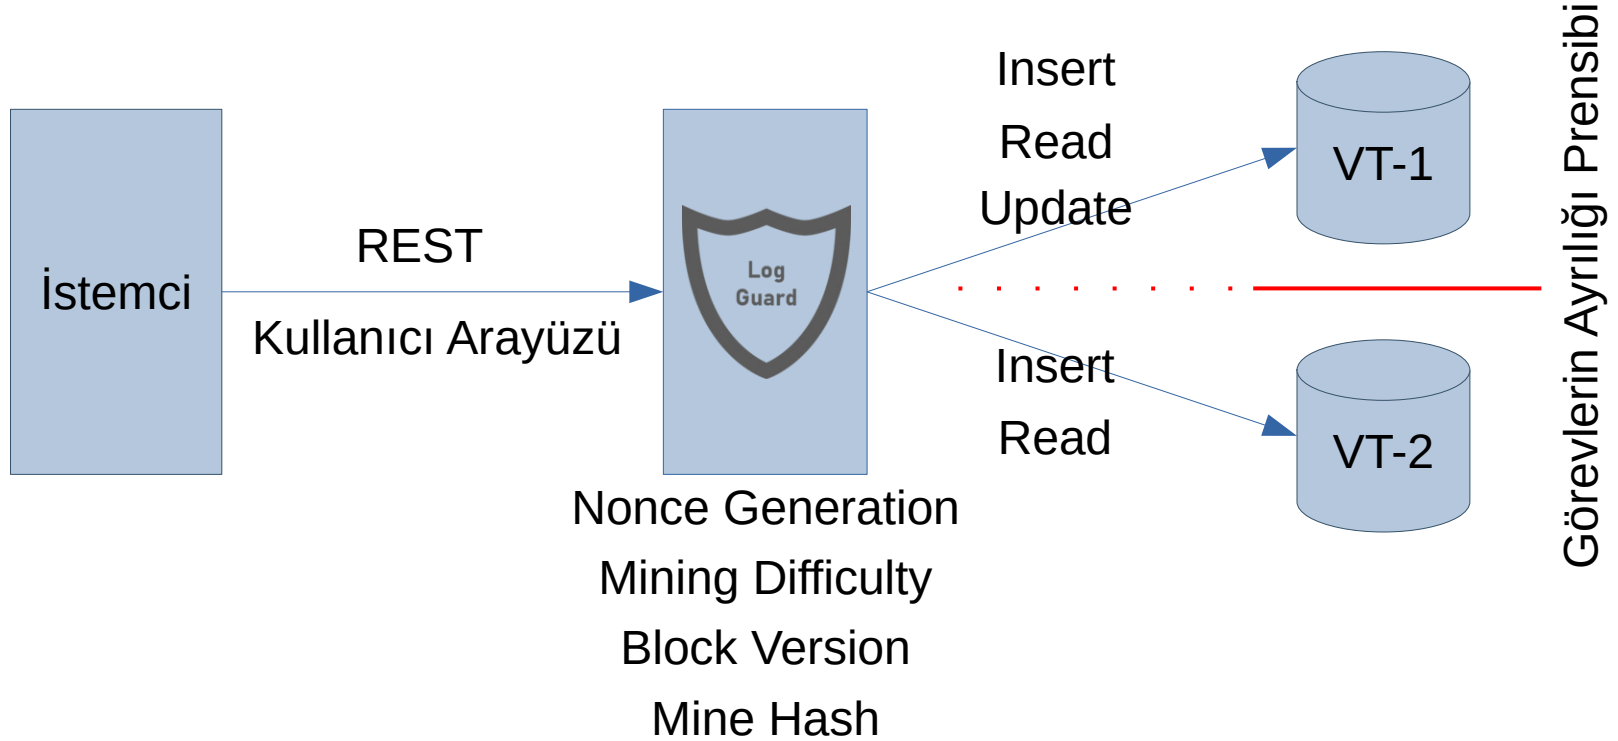 İstemci
REST
Kullanıcı Arayüzü
Log
Guard
Nonce Generation
Mining Difficulty
Block Version
Mine Hash
Insert
Read
Update
Insert
Read
VT-1
VT-2
Görevlerin Ayrılığı Prensibi